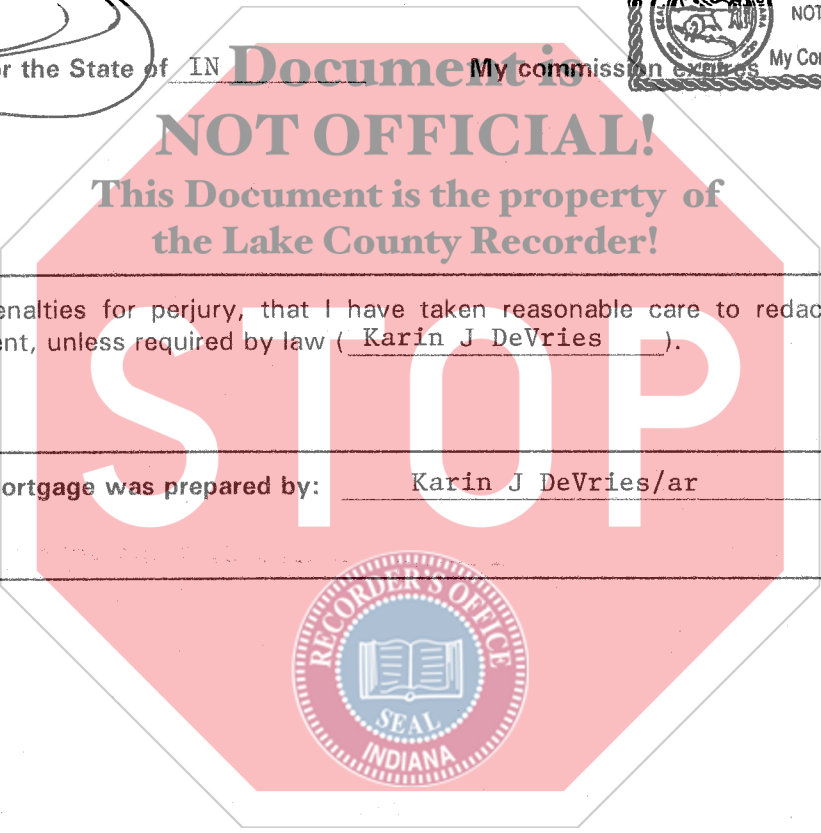 NOT
r the State of IN My commission expires My Con
Document is
NOT OFFICIAL!
This Document is the property of
the Lake County Recorder!
enalties for perjury, that I have taken reasonable care to redac
ent, unless required by law ( Karin J DeVries ).
STOP
ortgage was prepared by: Karin J DeVries/ar
RECORDER'S OFFICE
SEAL
INDIANA